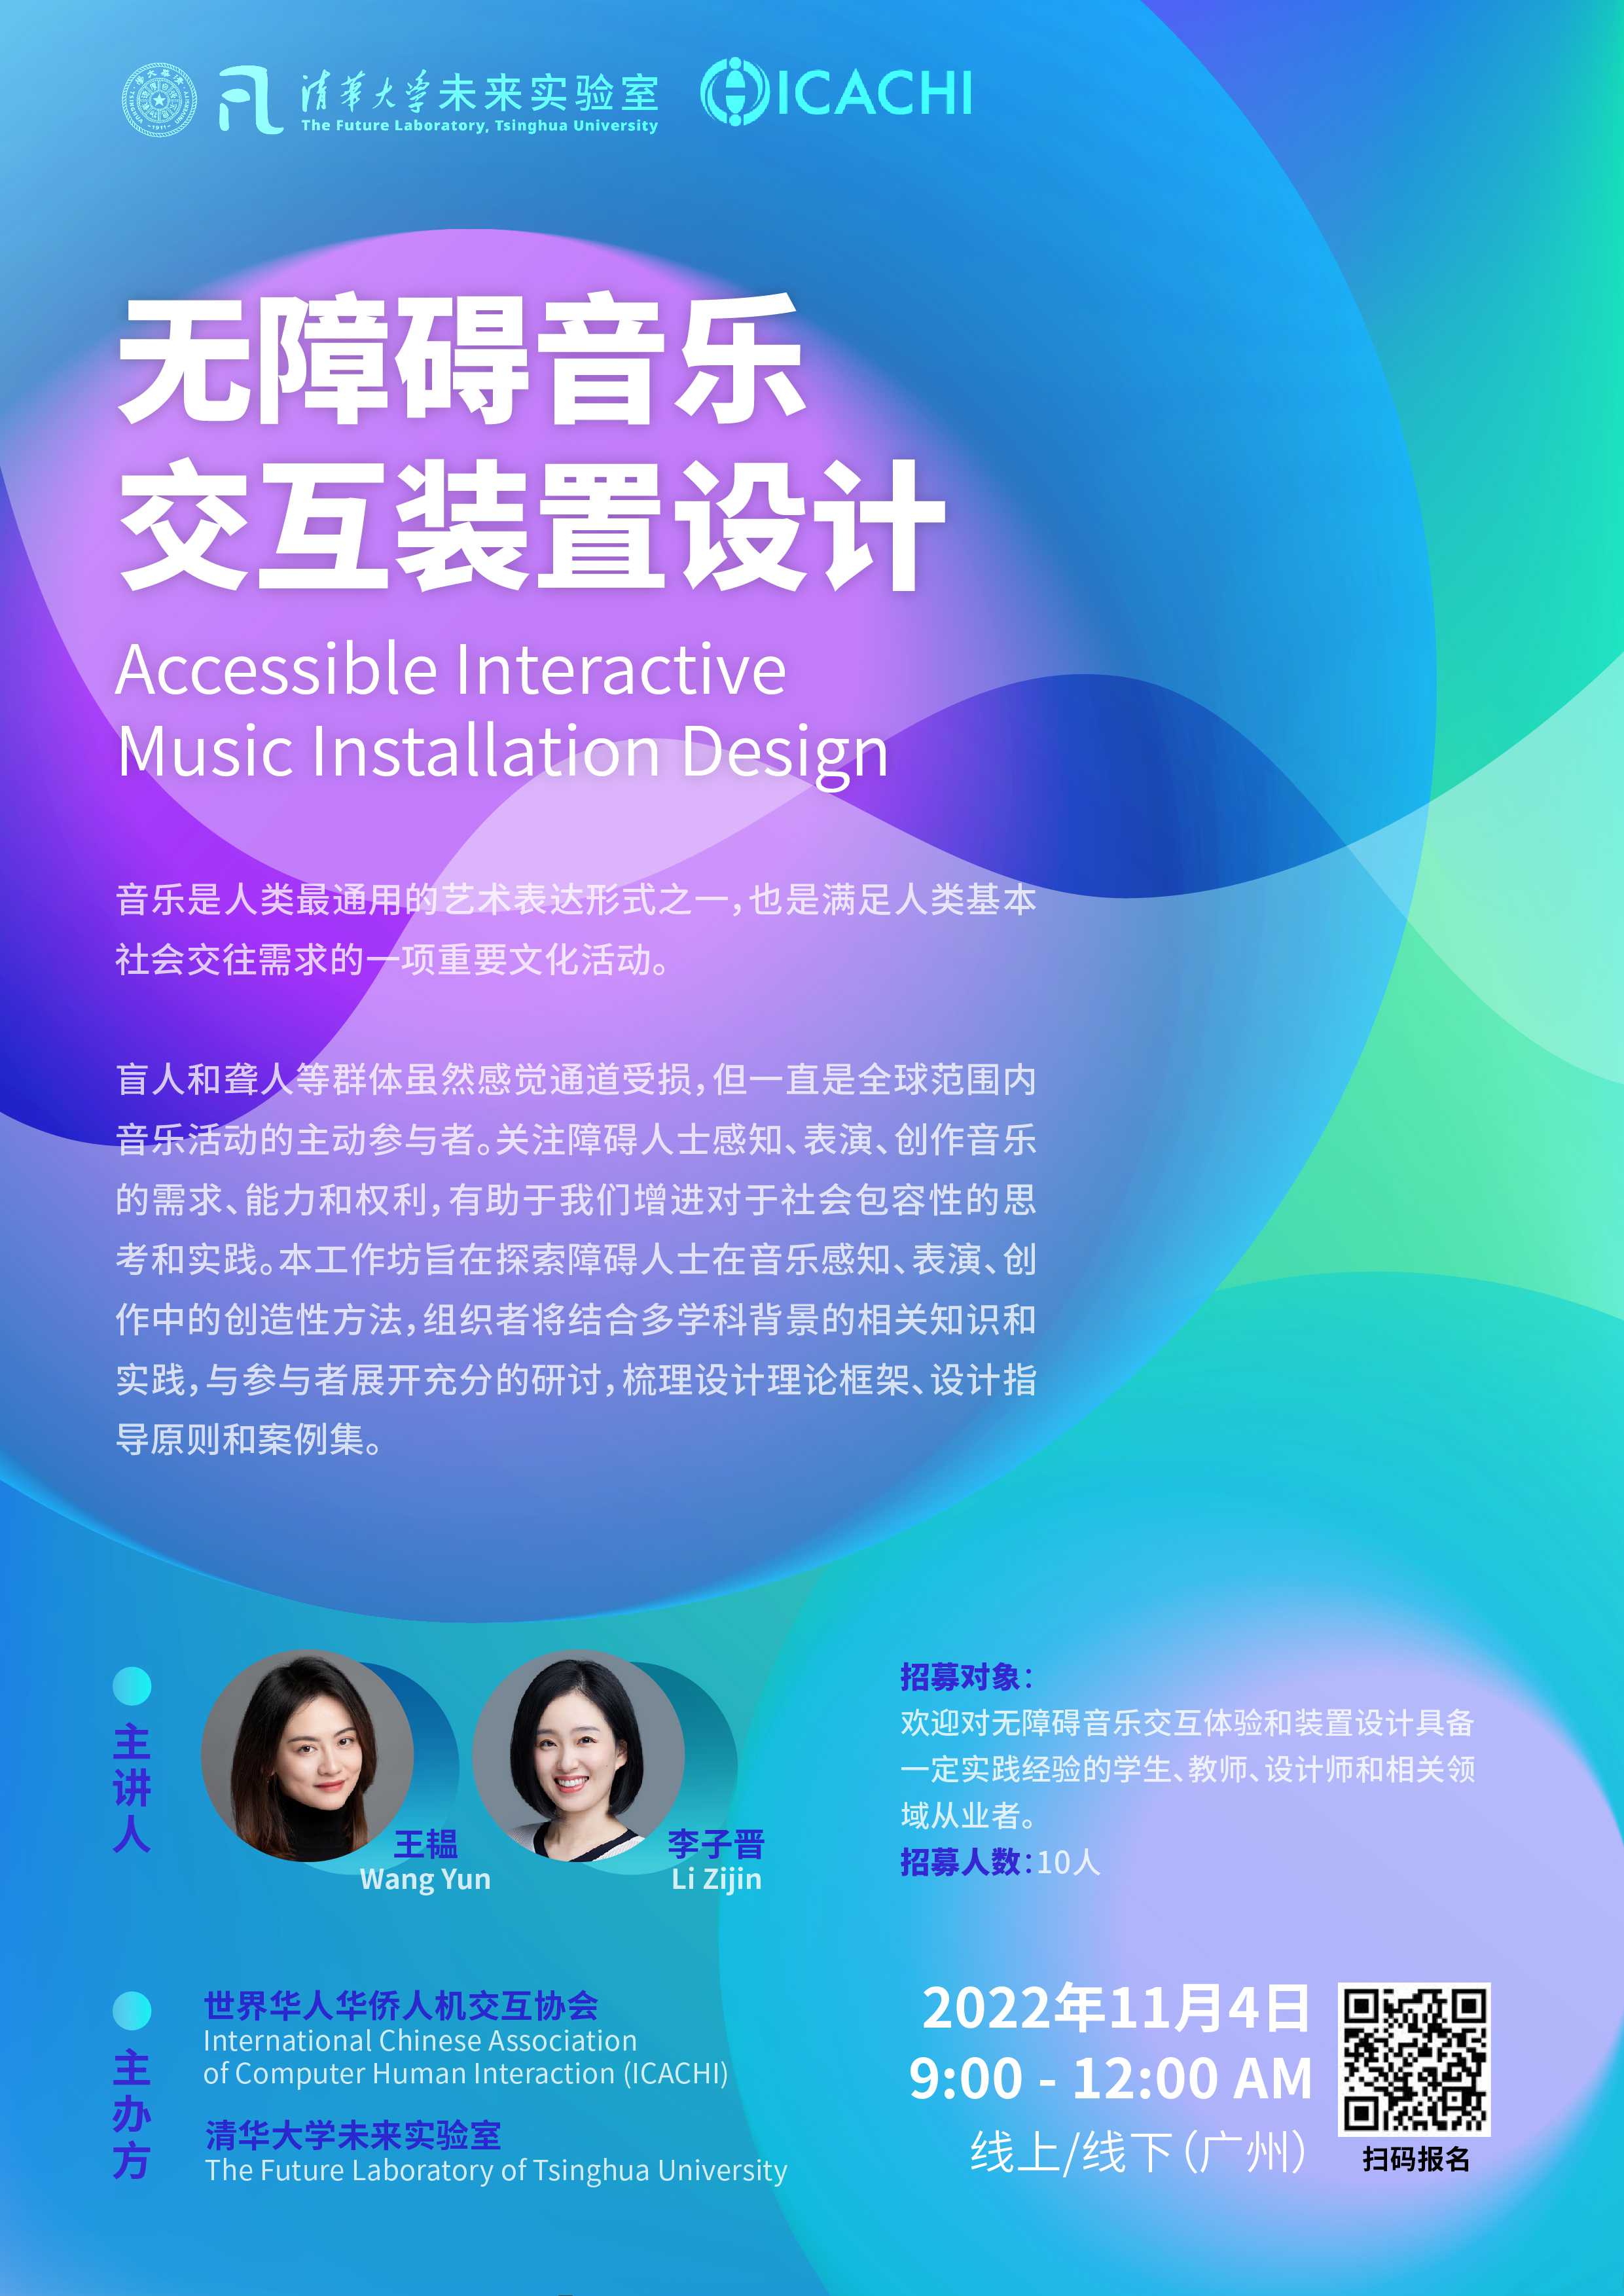 清华大学未来实验室
The Future Laboratory, Tsinghua University
ICACHI
无障碍音乐
交互装置设计
Accessible Interactive
Music Installation Design
音乐是人类最通用的艺术表达形式之一，也是满足人类基本
社会交往需求的一项重要文化活动。
盲人和聋人等群体虽然感觉通道受损，但一直是全球范围内
音乐活动的主动参与者。关注障碍人士感知、表演、创作音乐
的需求、能力和权利，有助于我们增进对于社会包容性的思
考和实践。本工作坊旨在探索障碍人士在音乐感知、表演、创
作中的创造性方法，组织者将结合多学科背景的相关知识和
实践，与参与者展开充分的研讨，梳理设计理论框架、设计指
导原则和案例集。
主讲人
王韫
Wang Yun
李子晋
Li Zijin
招募对象：
欢迎对无障碍音乐交互体验和装置设计具备
一定实践经验的学生、教师、设计师和相关领
域从业者。
招募人数：10人
主办方
世界华人华侨人机交互协会
International Chinese Association
of Computer Human Interaction (ICACHI)
清华大学未来实验室
The Future Laboratory of Tsinghua University
2022年11月4日
9:00 - 12:00 AM
线上/线下（广州）
扫码报名